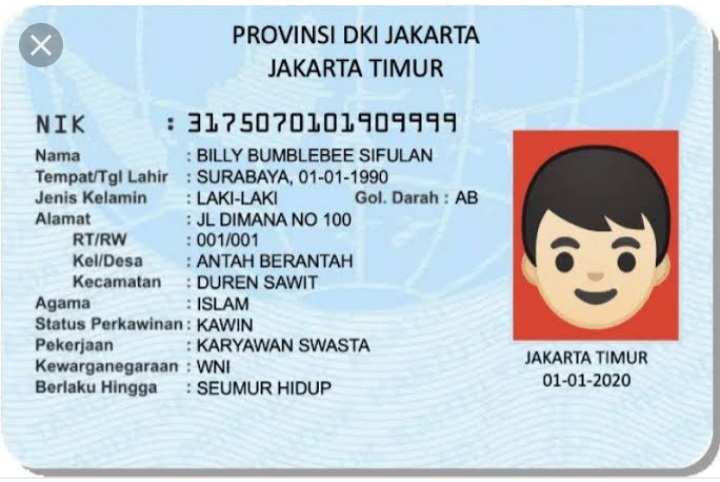 PROVINSI DKI JAKARTA
JAKARTA TIMUR
NIK : 3175070101909999
Nama : BILLY BUMBLEBEE SIFULAN
Tempat/Tgl Lahir : SURABAYA, 01-01-1990
Jenis Kelamin : LAKI-LAKI Gol. Darah : AB
Alamat : JL DIMANA NO 100
RT/RW : 001/001
Kel/Desa : ANTAH BERANTAH
Kecamatan : DUREN SAWIT
Agama : ISLAM
Status Perkawinan : KAWIN
Pekerjaan : KARYAWAN SWASTA
Kewarganegaraan : WNI
Berlaku Hingga : SEUMUR HIDUP
JAKARTA TIMUR
01-01-2020